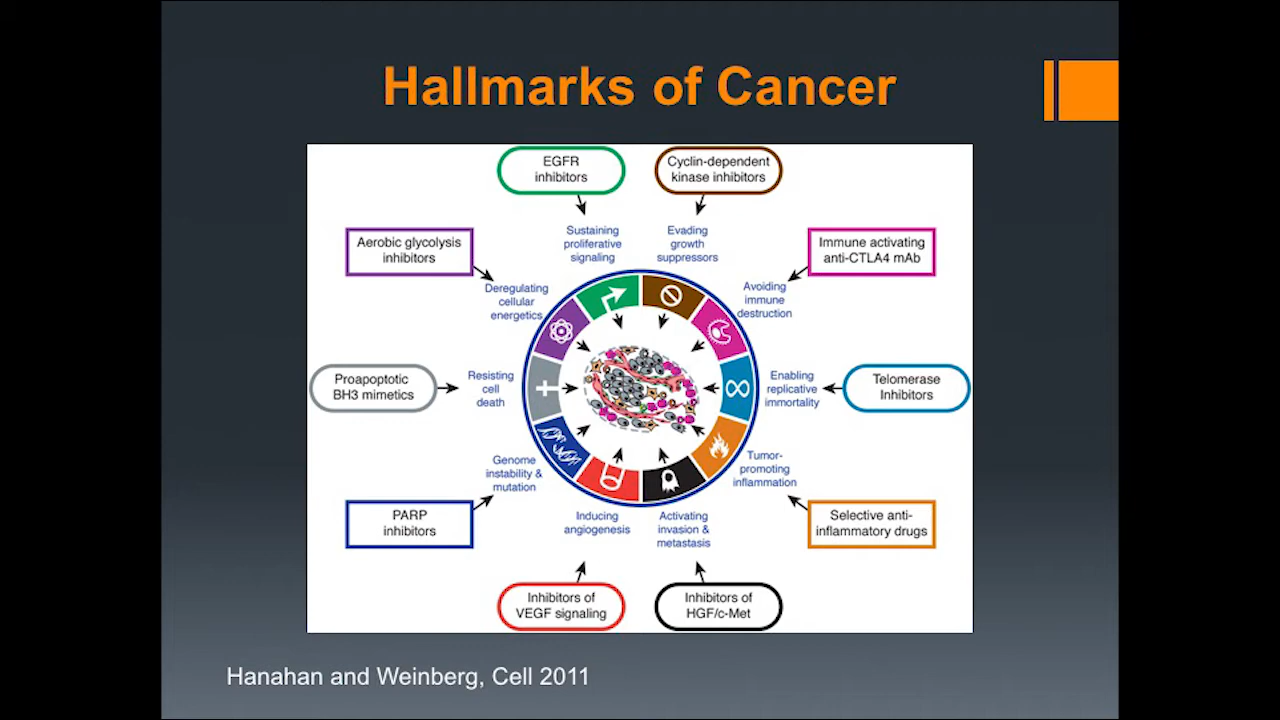 Hallmarks of Cancer
EGFR
inhibitors
Cyclin-dependent
kinase inhibitors
Sustaining
proliferative
signaling
Evading
growth
suppressors
Aerobic glycolysis
inhibitors
Immune activating
anti-CTLA4 mAb
Deregulating
cellular
energetics
Avoiding
immune
destruction
Proapoptotic
BH3 mimetics
Resisting
cell
death
Enabling
replicative
immortality
Telomerase
Inhibitors
Genome
instability &
mutation
Tumor-
promoting
inflammation
PARP
inhibitors
Inducing
angiogenesis
Activating
invasion &
metastasis
Selective anti-
inflammatory drugs
Inhibitors of
VEGF signaling
Inhibitors of
HGF/c-Met
Hanahan and Weinberg, Cell 2011